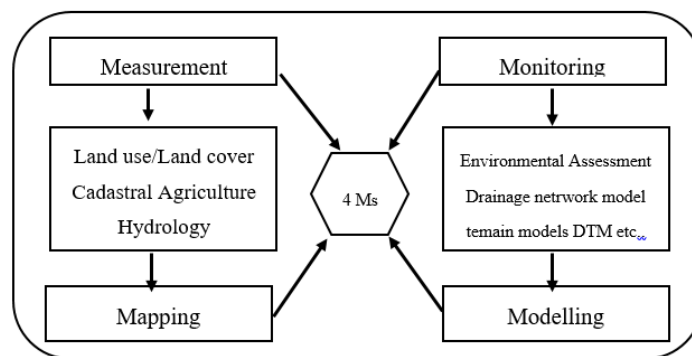 Measurement
Monitoring
Land use/Land cover
Cadastral Agriculture
Hydrology
4 Ms
Environmental Assessment
Drainage netrwork model
temain models DTM etc..
Mapping
Modelling